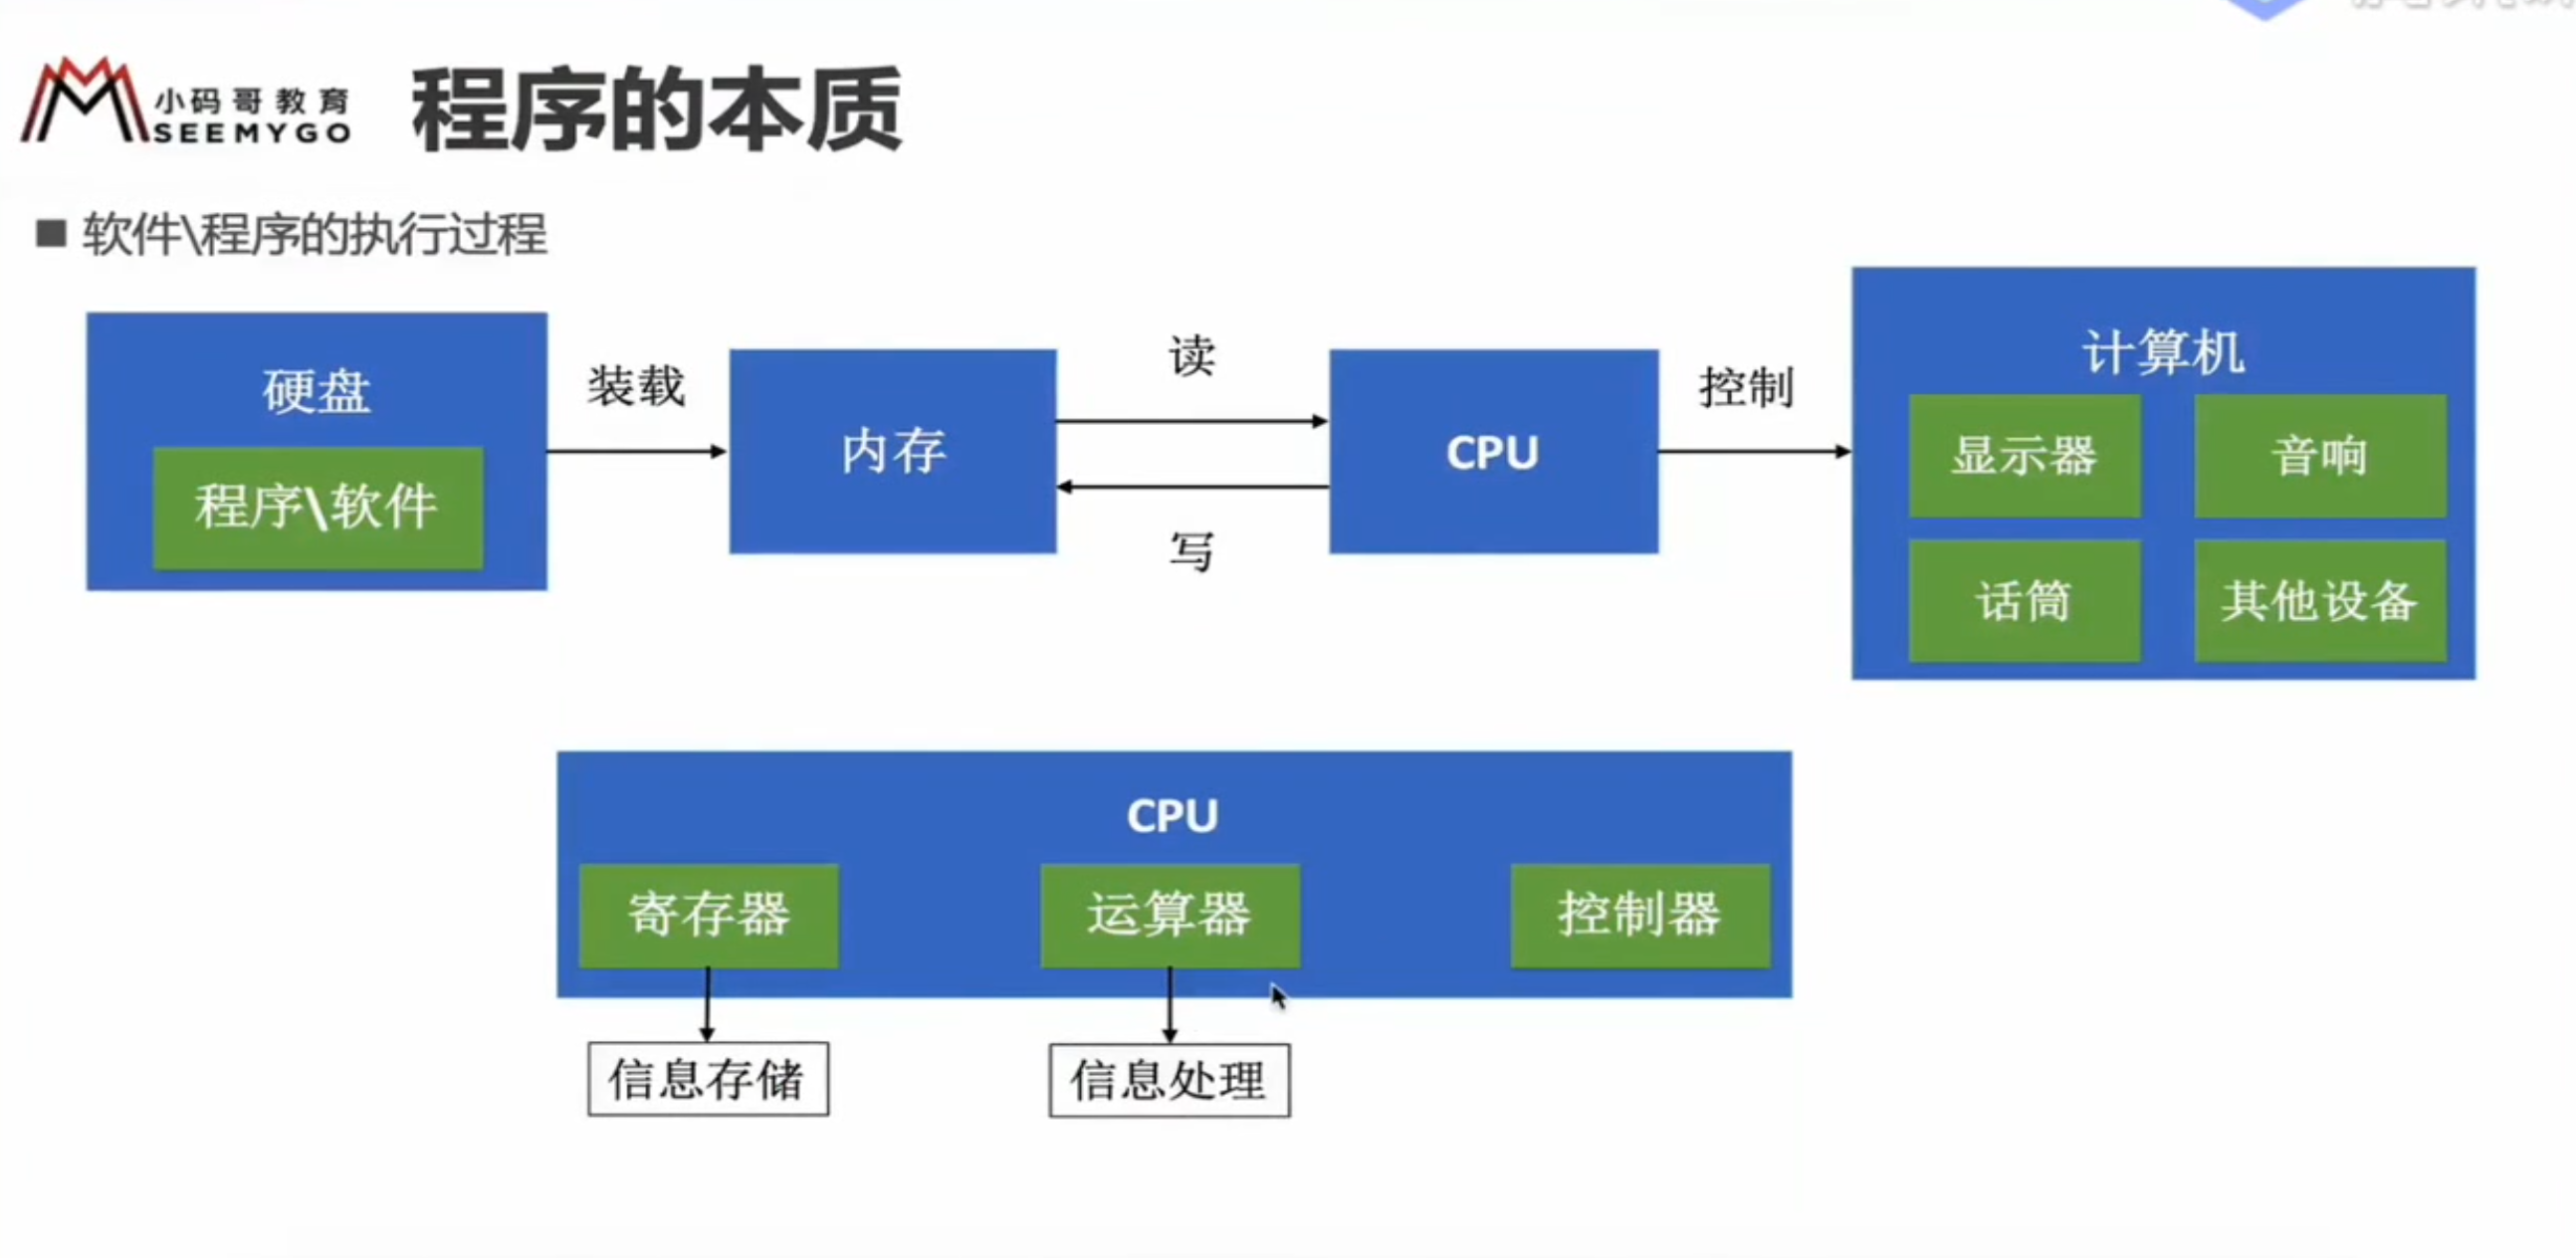 小码哥教育
SEEMYGO
程序的本质
■ 软件\程序的执行过程
硬盘
程序\软件
装载
内存
读
写
CPU
控制
计算机
显示器
音响
话筒
其他设备
CPU
寄存器
运算器
控制器
信息存储
信息处理